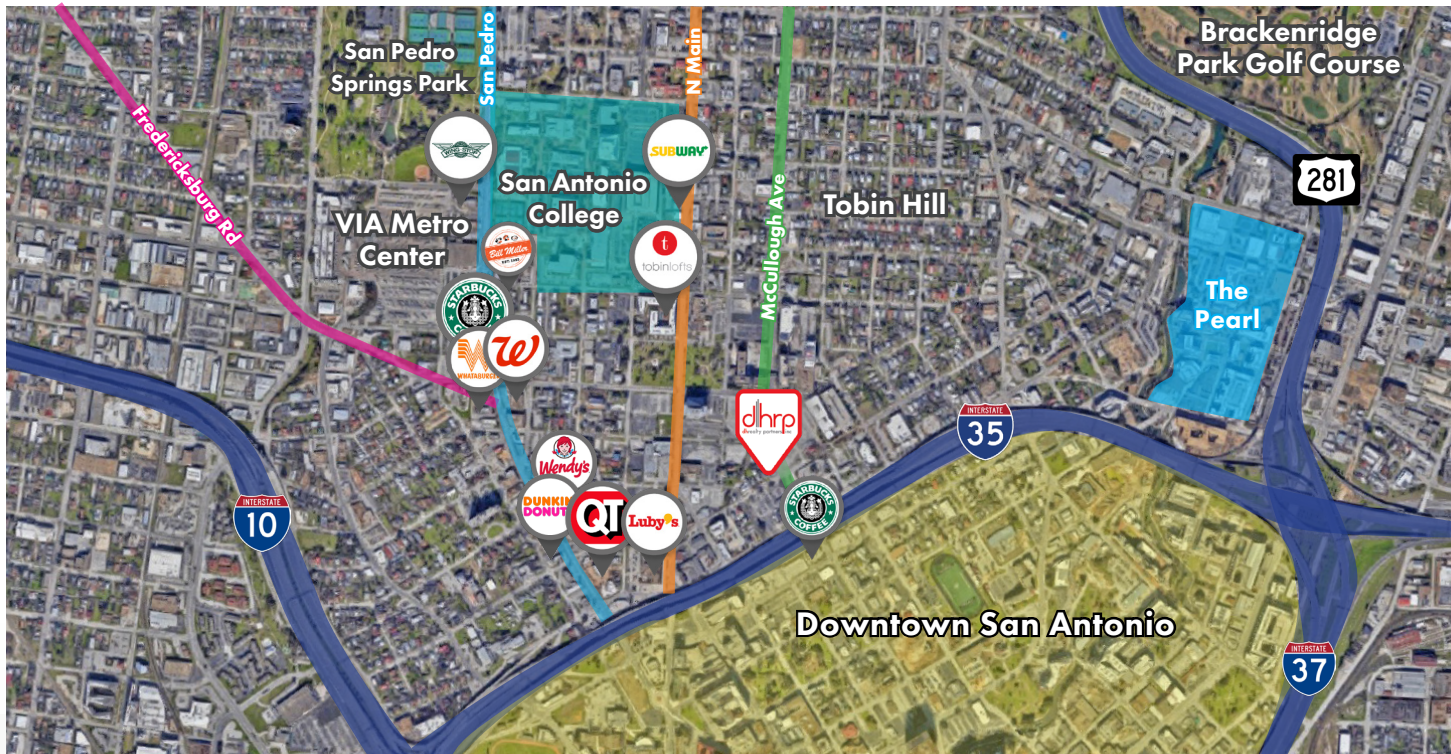 San Pedro
Springs Park
San Pedro
N Main
Brackenridge
Park Golf Course
Fredericksburg Rd
WING STOP
SUBWAY
281
San Antonio
College
McCullough Ave
Tobin Hill
VIA Metro
Center
Bill Miller
t
tobinlofts
STARBUCKS
The
Pearl
W
WHATABURGER
W
dhrp
INTERSTATE
35
Wendy's
DUNKIN'
DONUTS
QT
Luby's
STARBUCKS
COFFEE
INTERSTATE
10
Downtown San Antonio
INTERSTATE
37